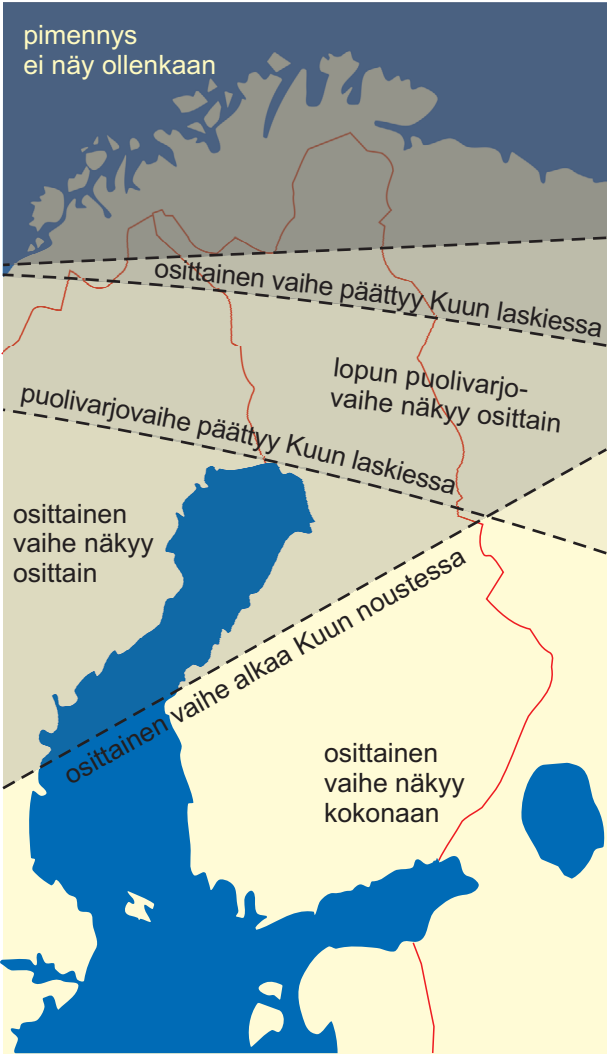 pimennys
ei näy ollenkaan
osittainen vaihe päättyy Kuun laskiessa
lopun puolivarjo-
vaihe näkyy osittain
puolivarjovaihe päättyy Kuun laskiessa
osittainen
vaihe näkyy
osittain
osittainen vaihe alkaa Kuun noustessa
osittainen
vaihe näkyy
kokonaan